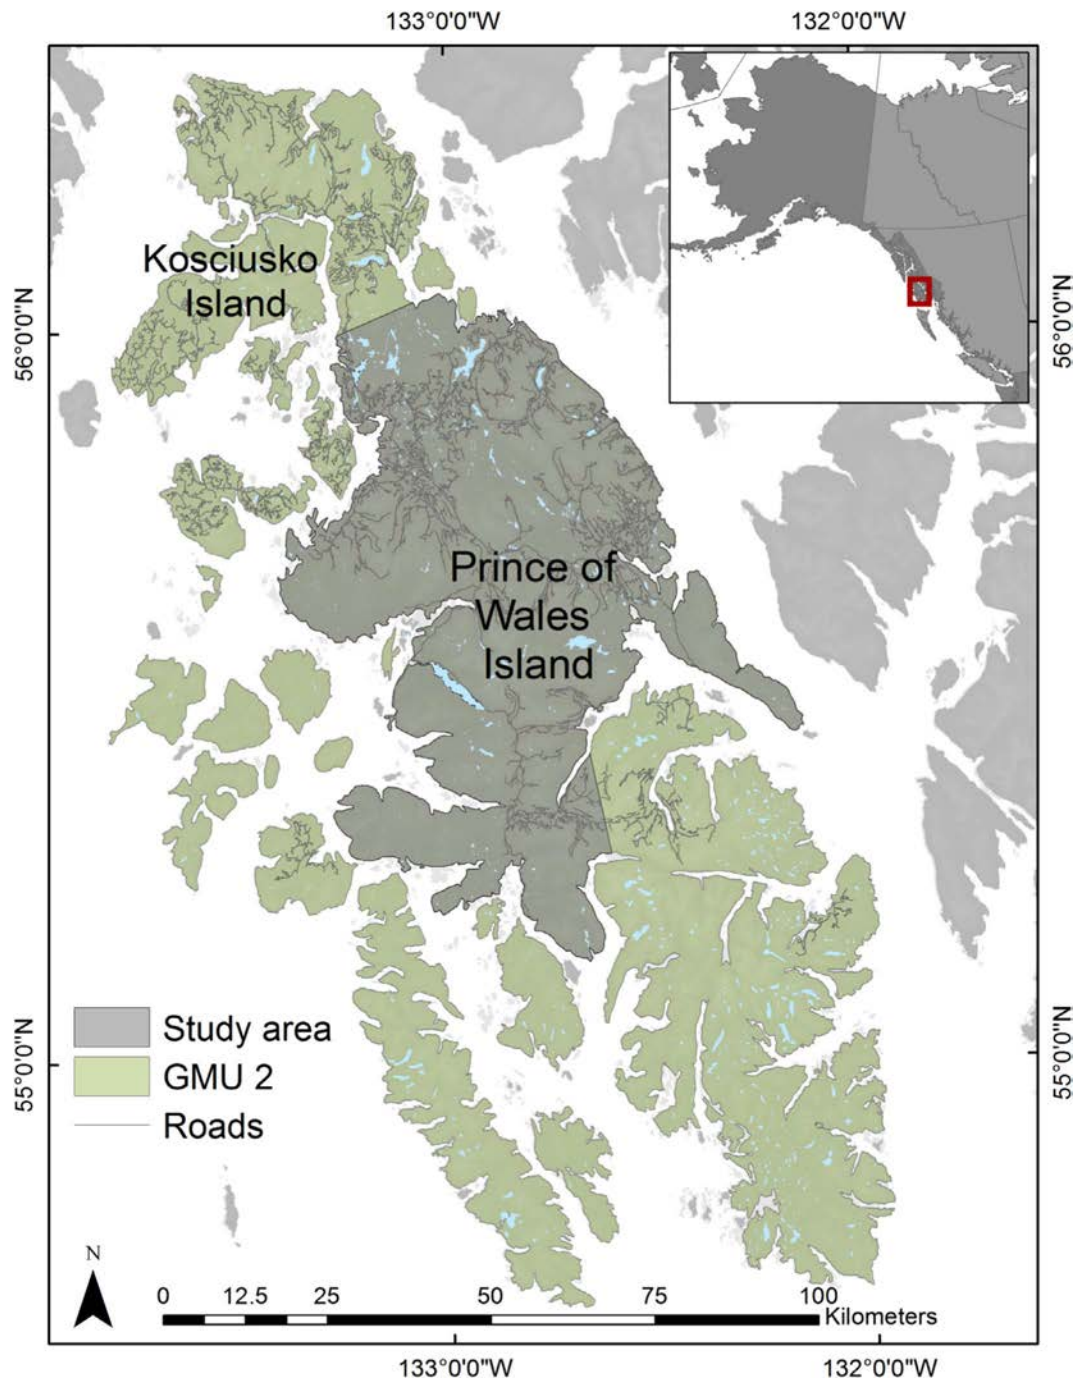 133°0'0"W
132°0'0"W
56°0'0"N
56°0'0"N
Kosciusko
Island
Prince of
Wales
Island
Study area
GMU 2
Roads
55°0'0"N
55°0'0"N
N
0 12.5 25 50 75 100
Kilometers
133°0'0"W
132°0'0"W